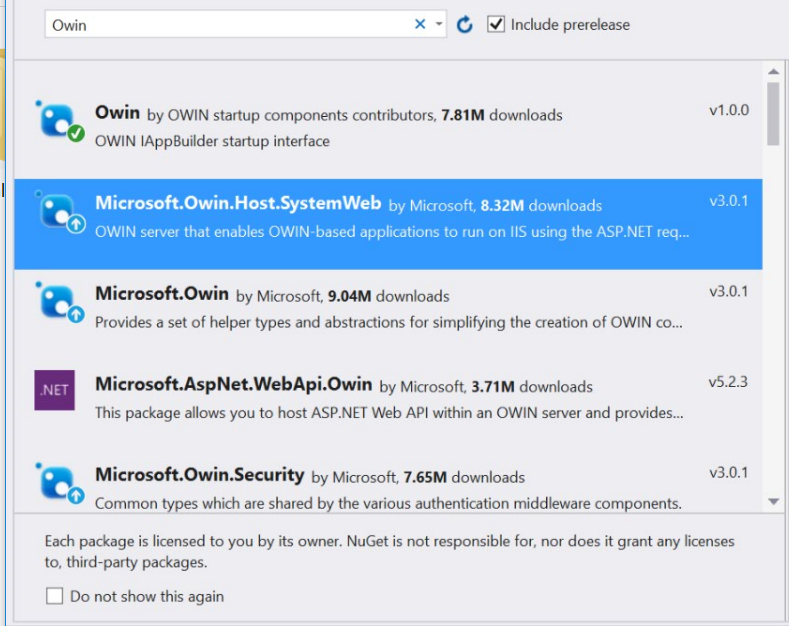 Owin
Include prerelease
Owin by OWIN startup components contributors, 7.81M downloads v1.0.0
OWIN IAppBuilder startup interface
Microsoft.Owin.Host.SystemWeb by Microsoft, 8.32M downloads v3.0.1
OWIN server that enables OWIN-based applications to run on IIS using the ASP.NET req...
Microsoft.Owin by Microsoft, 9.04M downloads v3.0.1
Provides a set of helper types and abstractions for simplifying the creation of OWIN co...
.NET
Microsoft.AspNet.WebApi.Owin by Microsoft, 3.71M downloads v5.2.3
This package allows you to host ASP.NET Web API within an OWIN server and provides...
Microsoft.Owin.Security by Microsoft, 7.65M downloads v3.0.1
Common types which are shared by the various authentication middleware components.
Each package is licensed to you by its owner. NuGet is not responsible for, nor does it grant any licenses
to, third-party packages.
Do not show this again